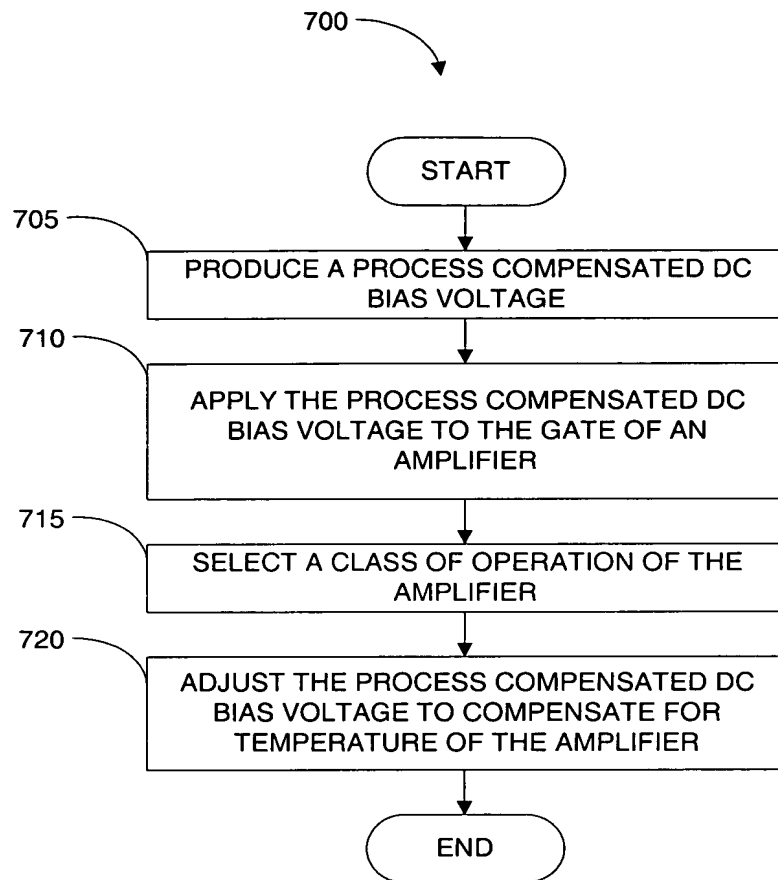 700
START
705
PRODUCE A PROCESS COMPENSATED DC
BIAS VOLTAGE
710
APPLY THE PROCESS COMPENSATED DC
BIAS VOLTAGE TO THE GATE OF AN
AMPLIFIER
715
SELECT A CLASS OF OPERATION OF THE
AMPLIFIER
720
ADJUST THE PROCESS COMPENSATED DC
BIAS VOLTAGE TO COMPENSATE FOR
TEMPERATURE OF THE AMPLIFIER
END